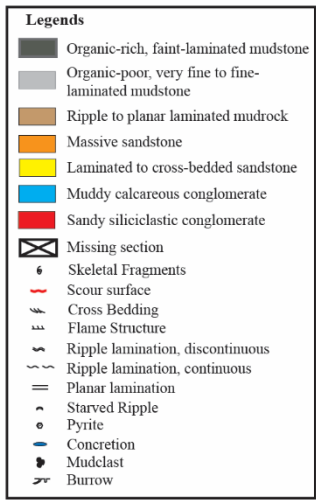 Legends
Organic-rich, faint-laminated mudstone
Organic-poor, very fine to fine-
laminated mudstone
Ripple to planar laminated mudrock
Massive sandstone
Laminated to cross-bedded sandstone
Muddy calcareous conglomerate
Sandy siliciclastic conglomerate
Missing section
Skeletal Fragments
Scour surface
Cross Bedding
Flame Structure
Ripple lamination, discontinuous
Ripple lamination, continuous
Planar lamination
Starved Ripple
Pyrite
Concretion
Mudclast
Burrow